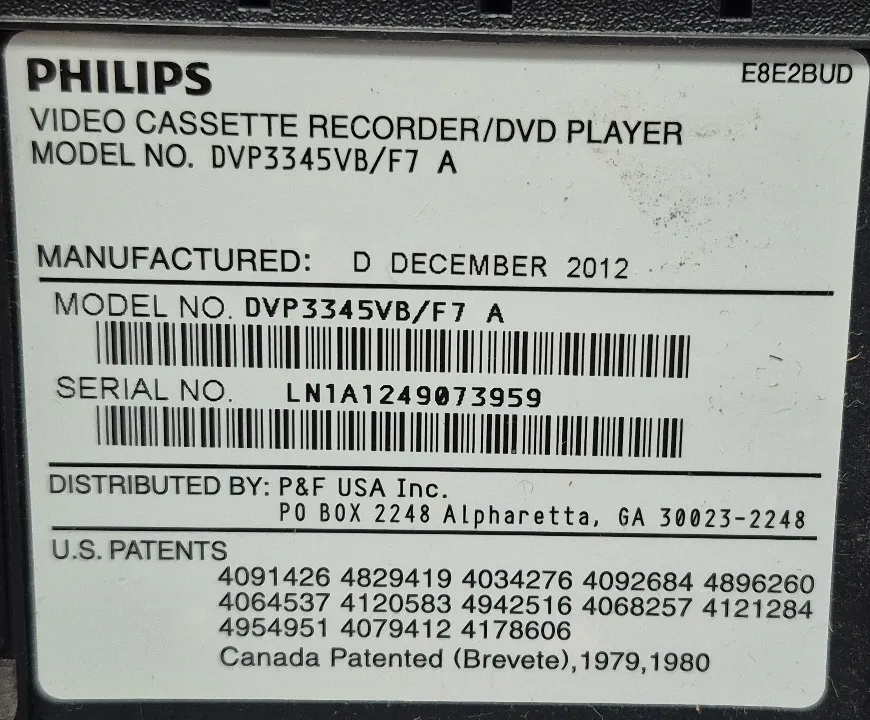 PHILIPS
E8E2BUD
VIDEO CASSETTE RECORDER/DVD PLAYER
MODEL NO. DVP3345VB/F7 A
MANUFACTURED: D DECEMBER 2012
MODEL NO. DVP3345VB/F7 A
SERIAL NO. LN1A1249073959
DISTRIBUTED BY: P&F USA Inc.
PO BOX 2248 Alpharetta, GA 30023-2248
U.S. PATENTS
4091426 4829419 4034276 4092684 4896260
4064537 4120583 4942516 4068257 4121284
4954951 4079412 4178606
Canada Patented (Brevete),1979,1980